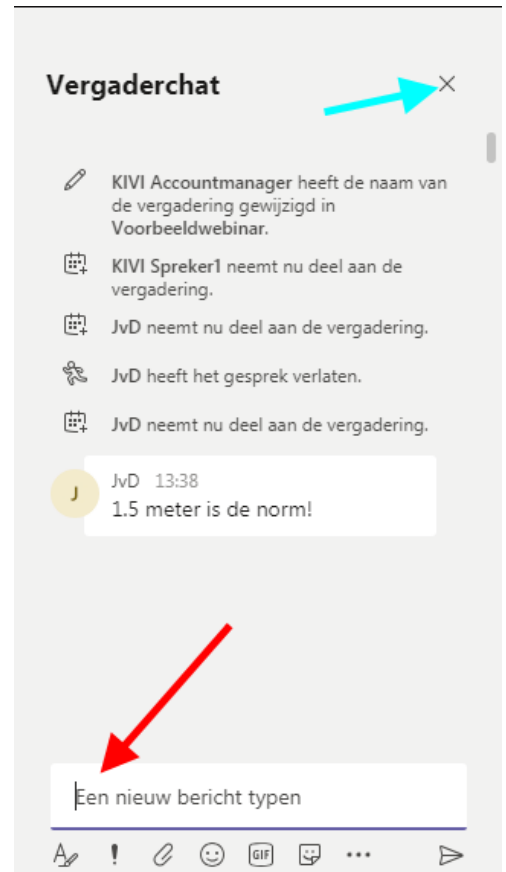 Vergaderchat
KIVI Accountmanager heeft de naam van
de vergadering gewijzigd in
Voorbeeldwebinar.
KIVI Spreker1 neemt nu deel aan de
vergadering.
JvD neemt nu deel aan de vergadering.
JvD heeft het gesprek verlaten.
JvD neemt nu deel aan de vergadering.
J
JvD 13:38
1.5 meter is de norm!
Een nieuw bericht typen
GIF